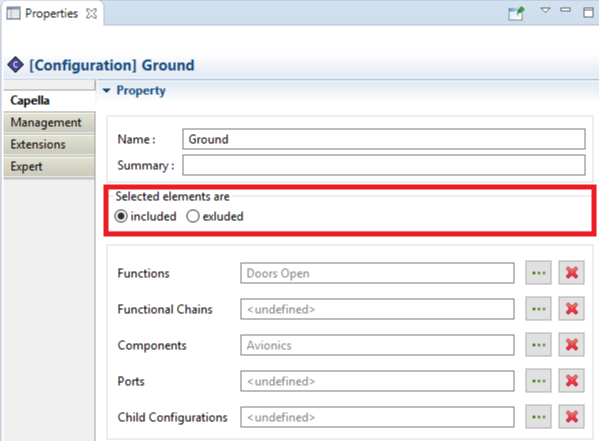 Properties
[Configuration] Ground
Capella
Management
Extensions
Expert
Property
Name : Ground
Summary :
Selected elements are
included exluded
Functions Doors Open
Functional Chains <undefined>
Components Avionics
Ports <undefined>
Child Configurations <undefined>